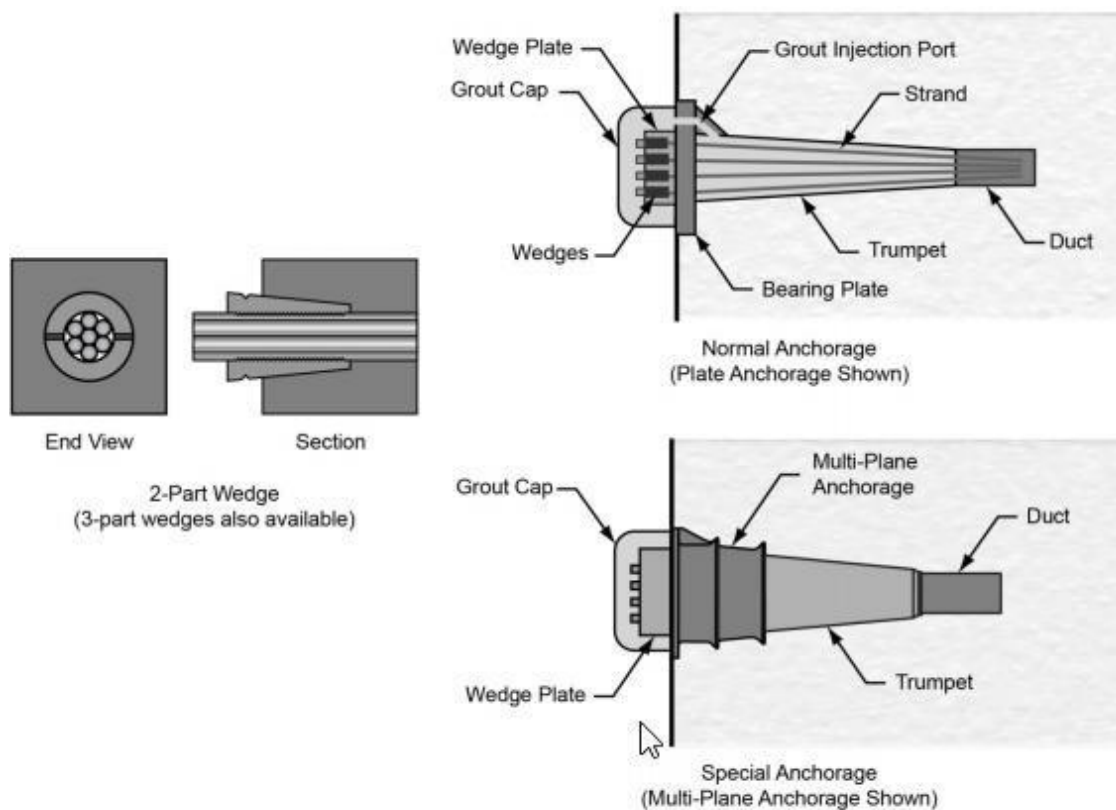 Wedge Plate
Grout Cap
Grout Injection Port
Strand
Wedges
Trumpet
Duct
Bearing Plate
Normal Anchorage
(Plate Anchorage Shown)
End View
Section
2-Part Wedge
(3-part wedges also available)
Grout Cap
Multi-Plane
Anchorage
Duct
Wedge Plate
Trumpet
Special Anchorage
(Multi-Plane Anchorage Shown)